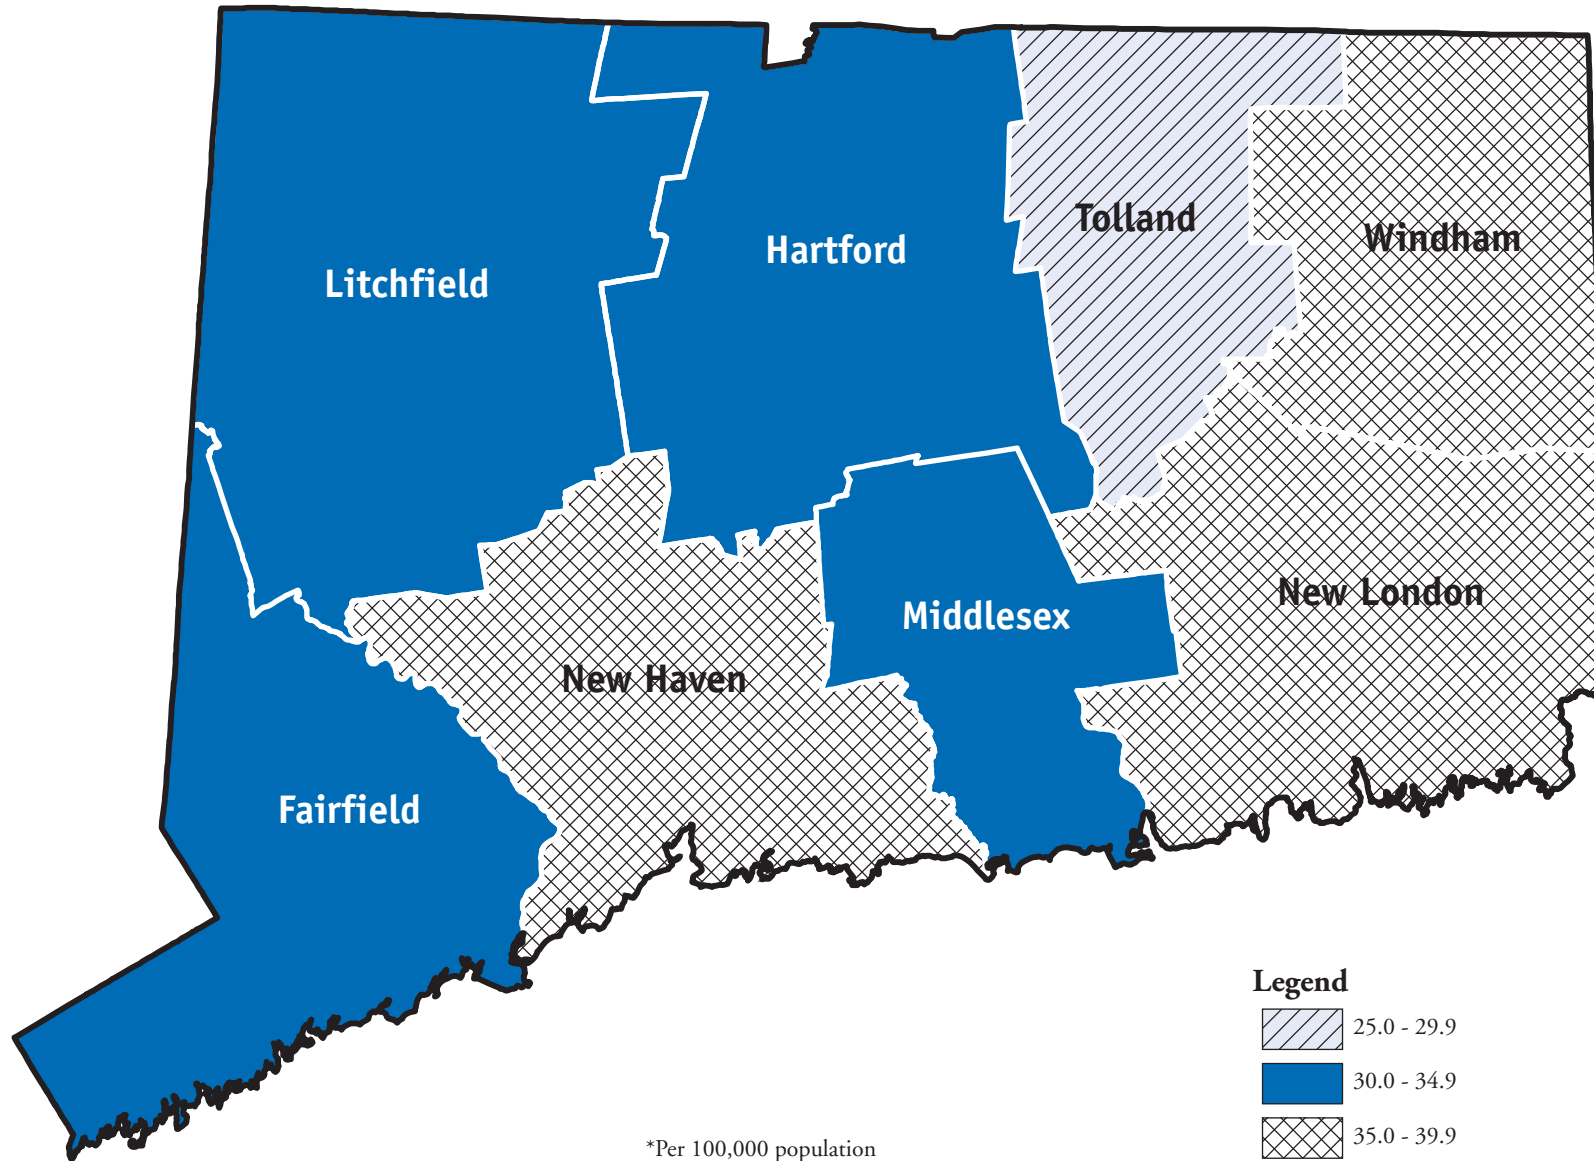 Tolland
Windham
Hartford
Litchfield
New London
Middlesex
New Haven
Fairfield
Legend
25.0 - 29.9
30.0 - 34.9
35.0 - 39.9
*Per 100,000 population